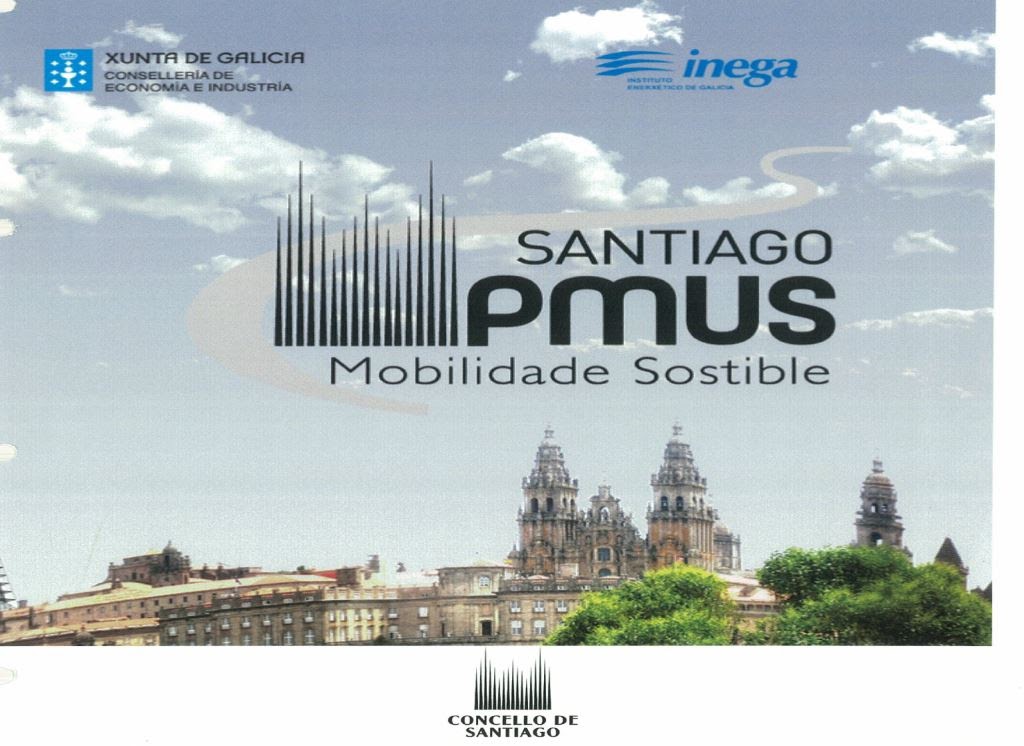 XUNTA DE GALICIA
CONSELLERÍA DE
ECONOMÍA E INDUSTRIA
inega
INSTITUTO
ENERXÉTICO DE GALICIA
SANTIAGO
PMUS
Mobilidade Sostible
CONCELLO DE
SANTIAGO